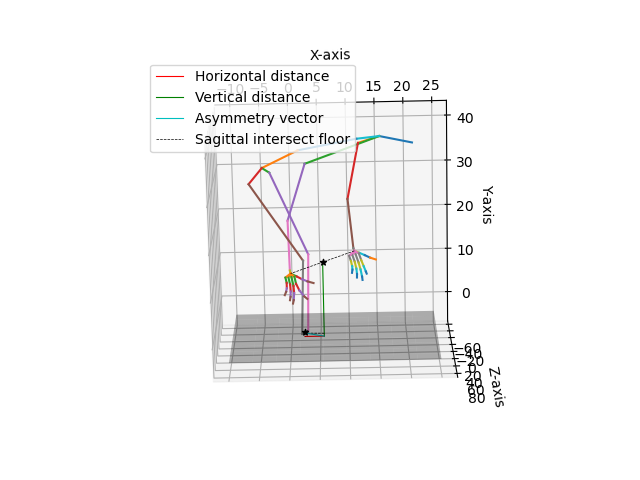 X-axis
Horizontal distance
Vertical distance
Asymmetry vector
Sagittal intersect floor
-10 0 5 10 15 20 25
40
30
20
10
0
Y-axis
−60
−40
−20
0
20
40
60
80
Z-axis